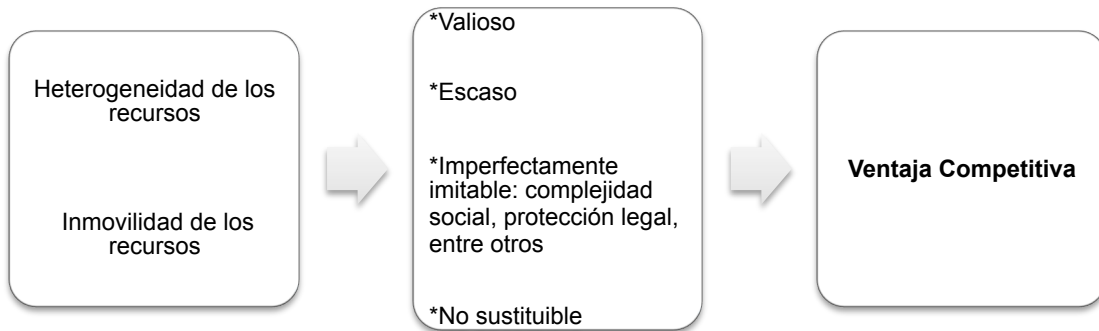 Heterogeneidad de los
recursos
Inmovilidad de los
recursos
*Valioso
*Escaso
*Imperfectamente
imitable: complejidad
social, protección legal,
entre otros
*No sustituible
Ventaja Competitiva